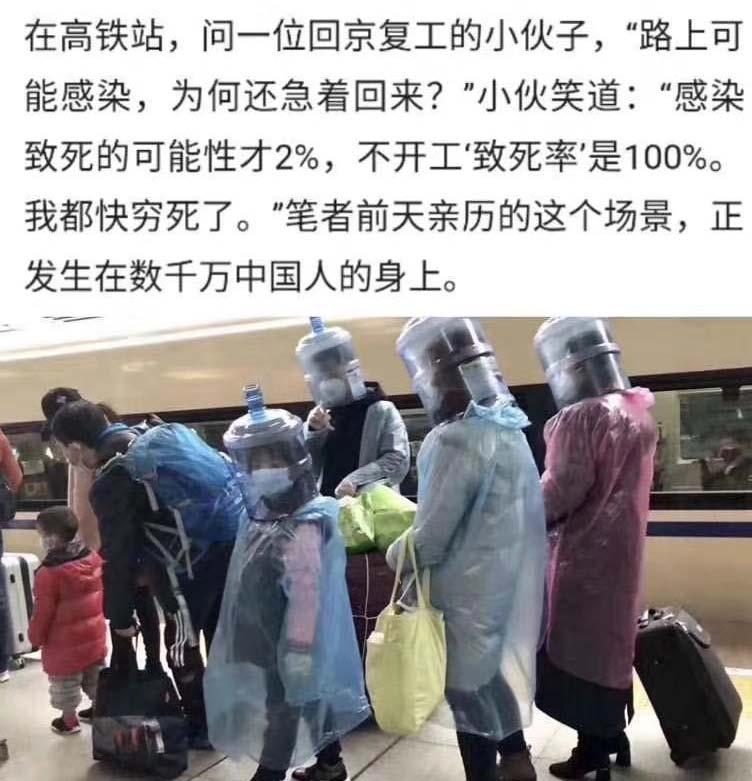 在高铁站，问一位回京复工的小伙子，“路上可
能感染，为何还急着回来？”小伙笑道：“感染
致死的可能性才2%，不开工‘致死率’是100%。
我都快穷死了。”笔者前天亲历的这个场景，正
发生在数千万中国人的身上。